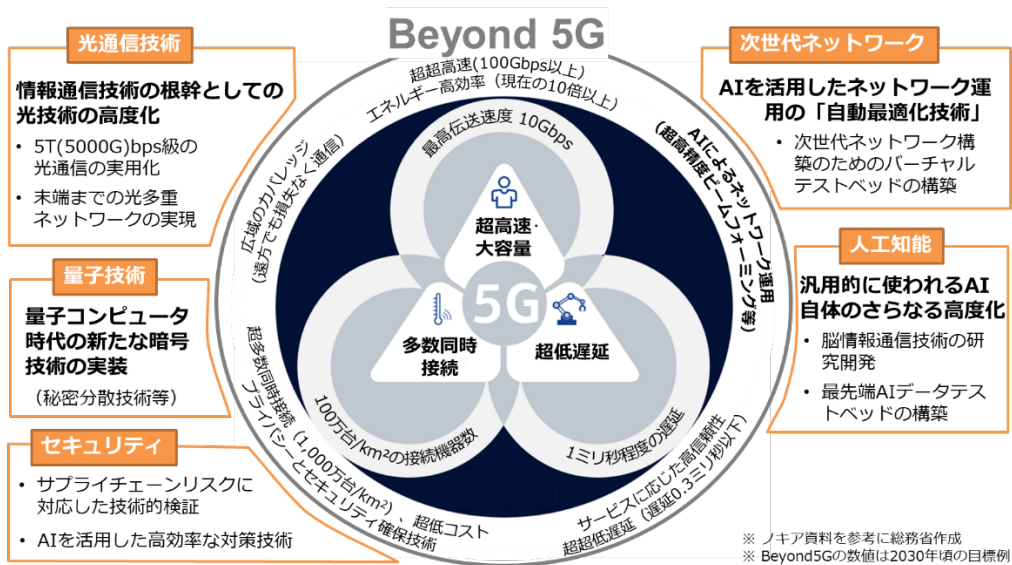 Beyond 5G
光通信技術
情報通信技術の根幹としての
光技術の高度化
• 5T(5000G)bps級の
光通信の実用化
• 末端までの光多重
ネットワークの実現
量子技術
量子コンピュータ
時代の新たな暗号
技術の実装
（秘密分散技術等）
セキュリティ
• サプライチェーンリスクに
対応した技術的検証
• AIを活用した高効率な対策技術
超超高速(100Gbps以上)
エネルギー高効率（現在の10倍以上）
広域のカバレッジ
（遠方でも損失なく通信）
AIによるネットワーク運用
（超高精度ビームフォーミング等）
最高伝送速度 10Gbps
超高速・
大容量
5G
多数同時
接続
超低遅延
100万台/km²の接続機器数
1ミリ秒程度の遅延
超多数同時接続（1,000万台/km²）、超低コスト
プライバシーとセキュリティ確保技術
サービスに応じた高信頼性
超超低遅延（遅延0.3ミリ秒以下）
次世代ネットワーク
AIを活用したネットワーク運
用の「自動最適化技術」
• 次世代ネットワーク構
築のためのバーチャル
テストベッドの構築
人工知能
汎用的に使われるAI
自体のさらなる高度化
• 脳情報通信技術の研
究開発
• 最先端AIデータテス
トベッドの構築
※ ノキア資料を参考に総務省作成
※ Beyond5Gの数値は2030年頃の目標例